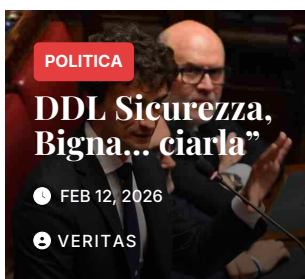 POLITICA
DDL Sicurezza,
Bigna... ciarla”
FEB 12, 2026
VERITAS